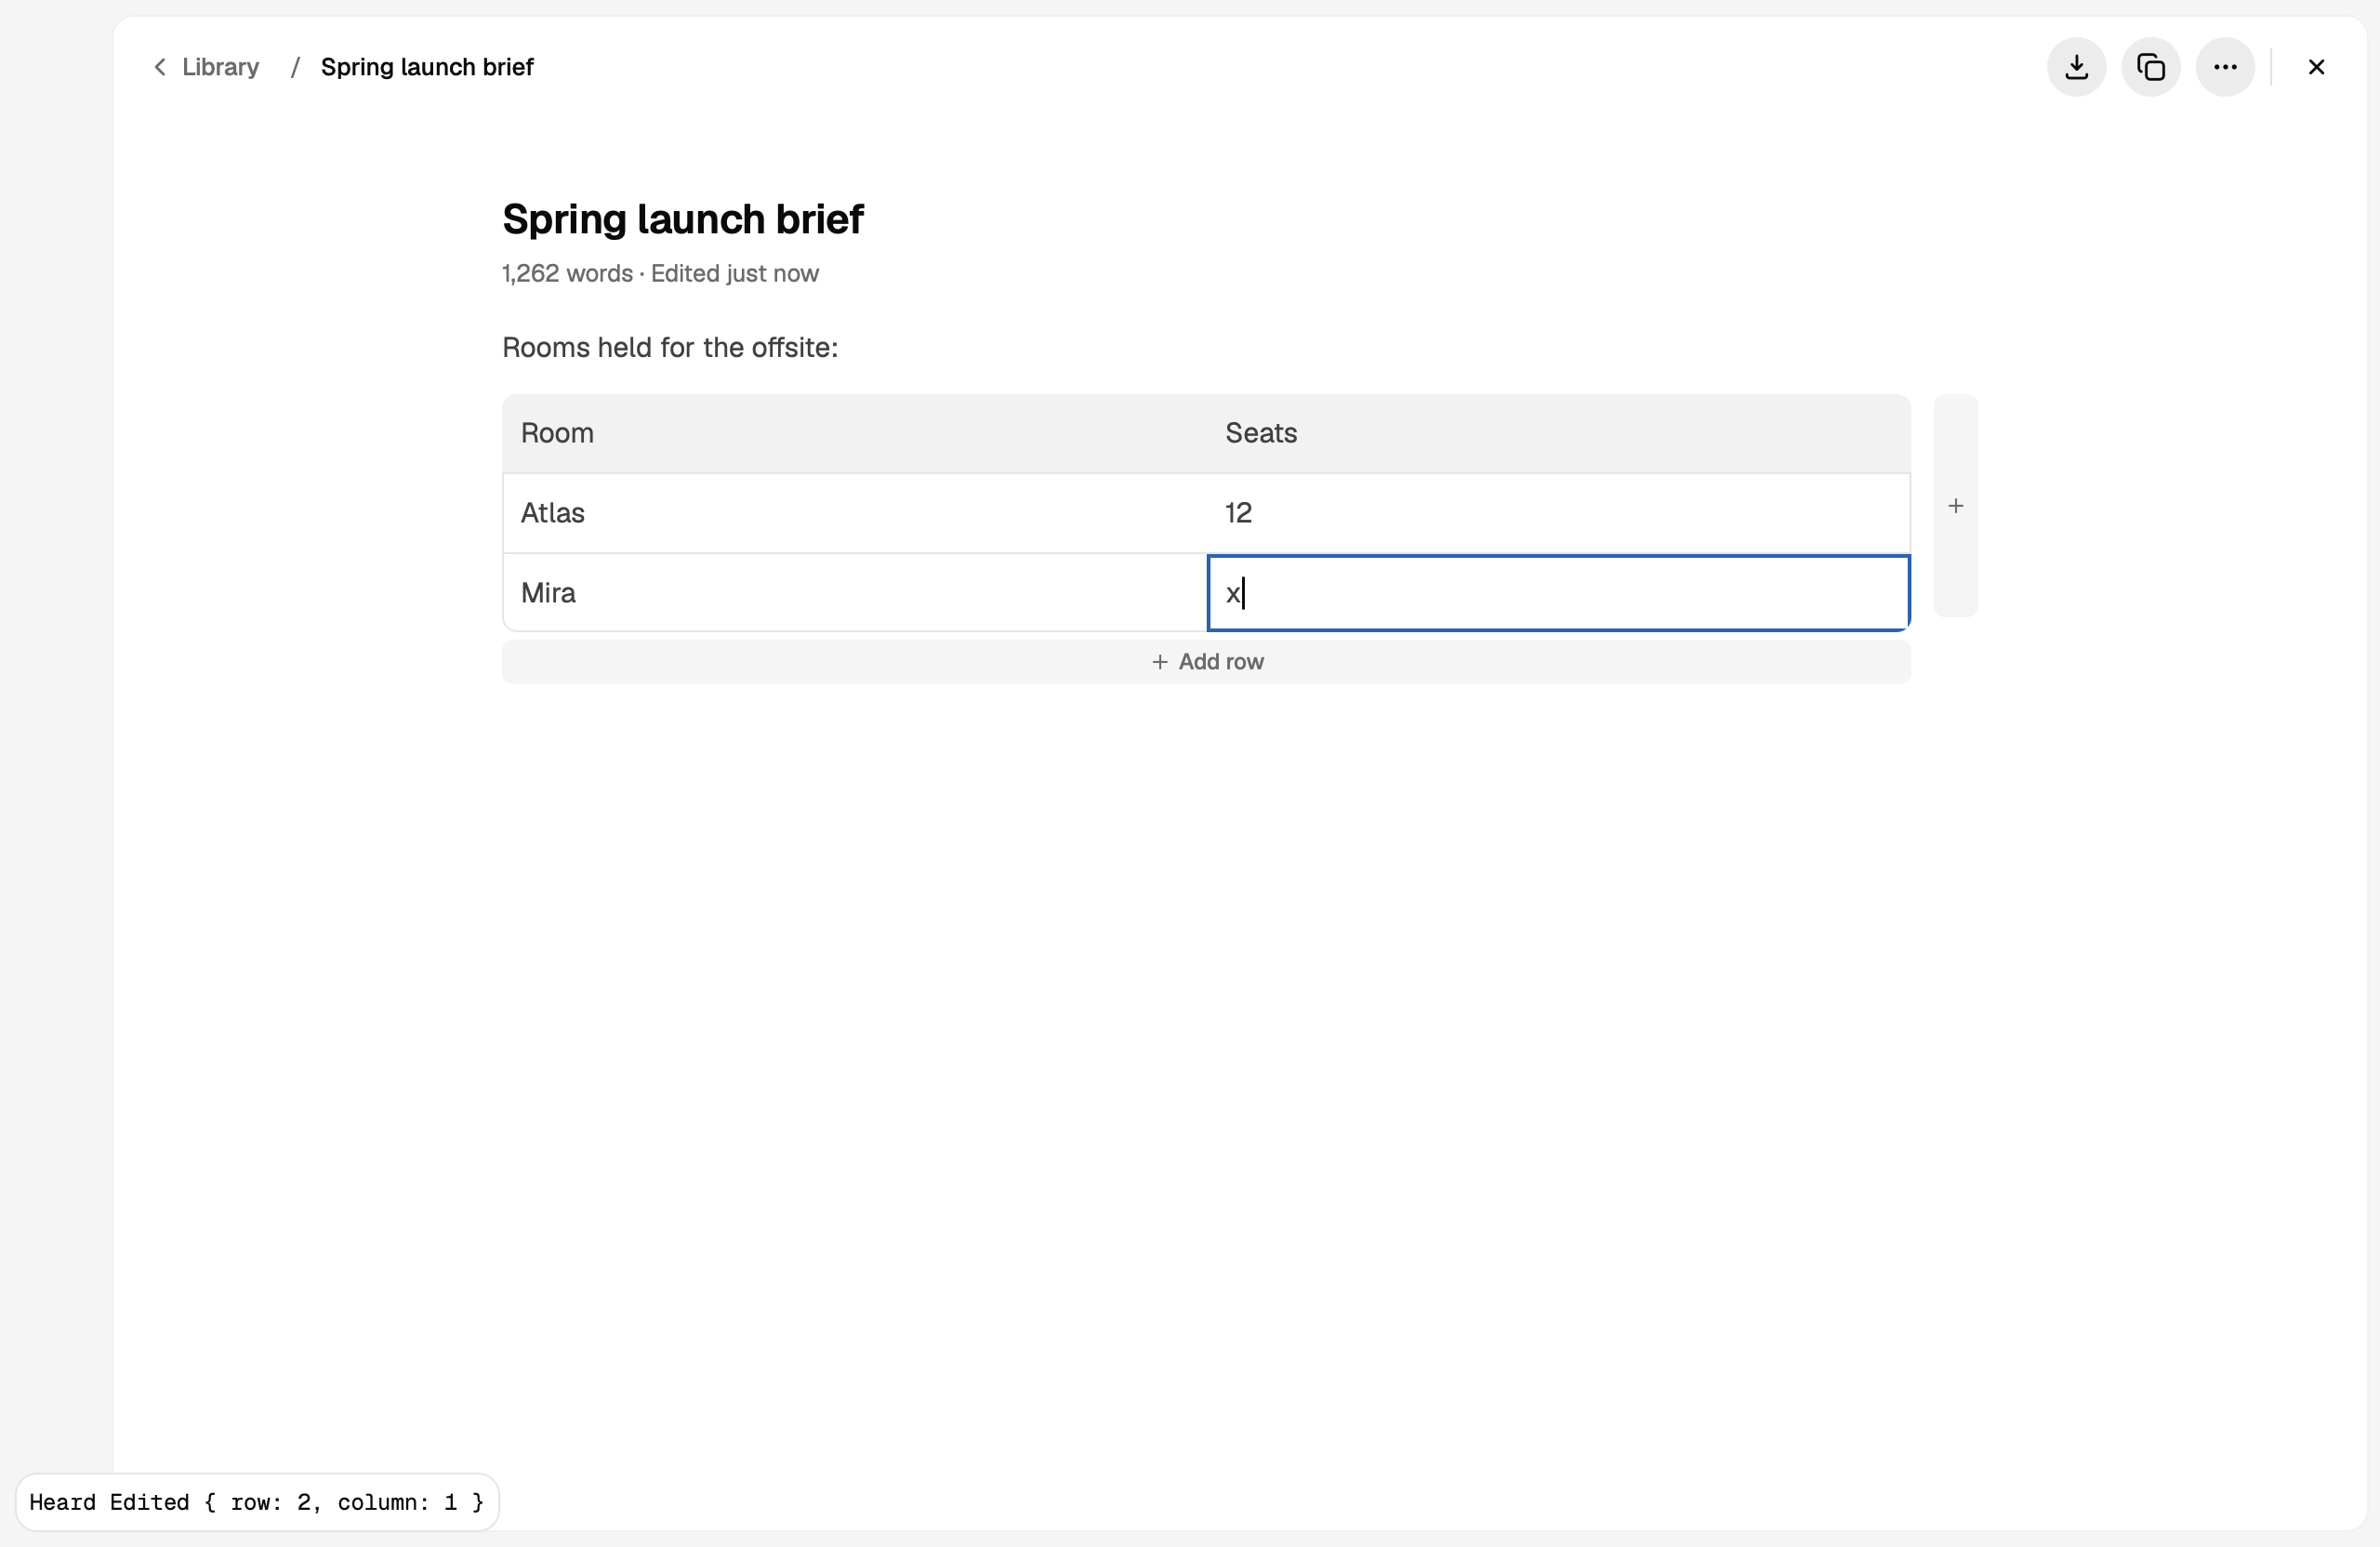 Library / Spring launch brief
Spring launch brief
1,262 words · Edited just now
Rooms held for the offsite:
Room Seats
Atlas 12
Mira x
+ Add row
Heard Edited { row: 2, column: 1 }